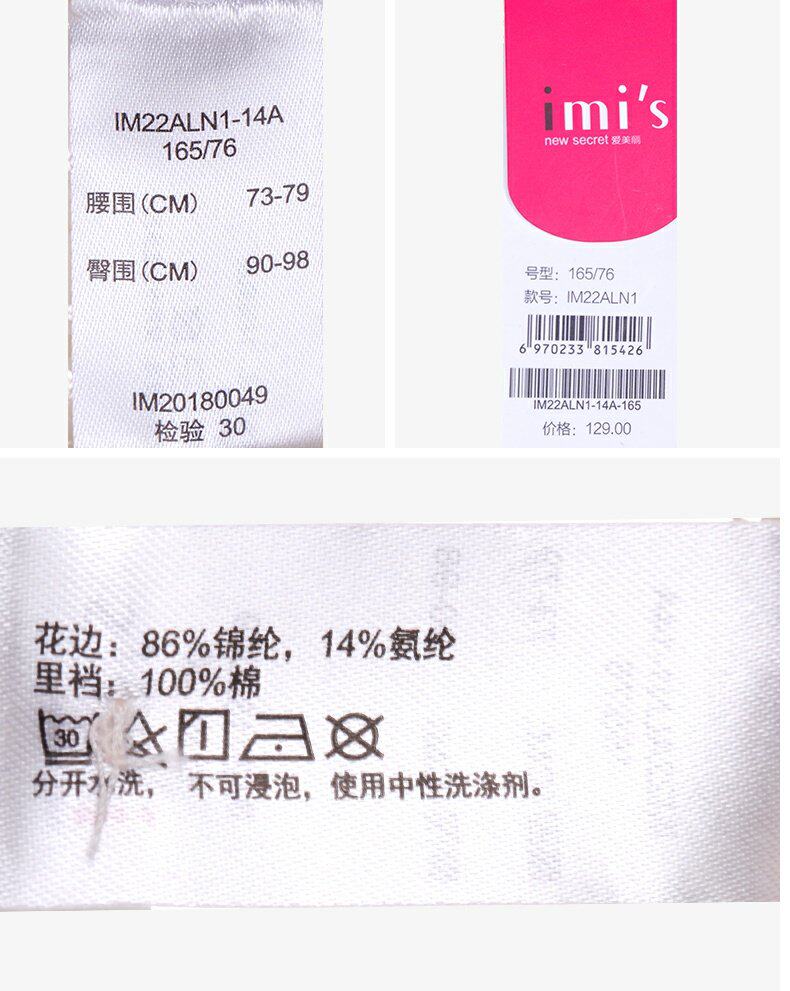 IM22ALN1-14A
165/76
腰围(CM) 73-79
臀围(CM) 90-98
IM20180049
检验 30
imi's
new secret 爱美丽
号型: 165/76
款号: IM22ALN1
6 970233 815426
IM22ALN1-14A-165
价格: 129.00
花边: 86%锦纶, 14%氨纶
里裆: 100%棉
30
分开水洗, 不可浸泡, 使用中性洗涤剂。